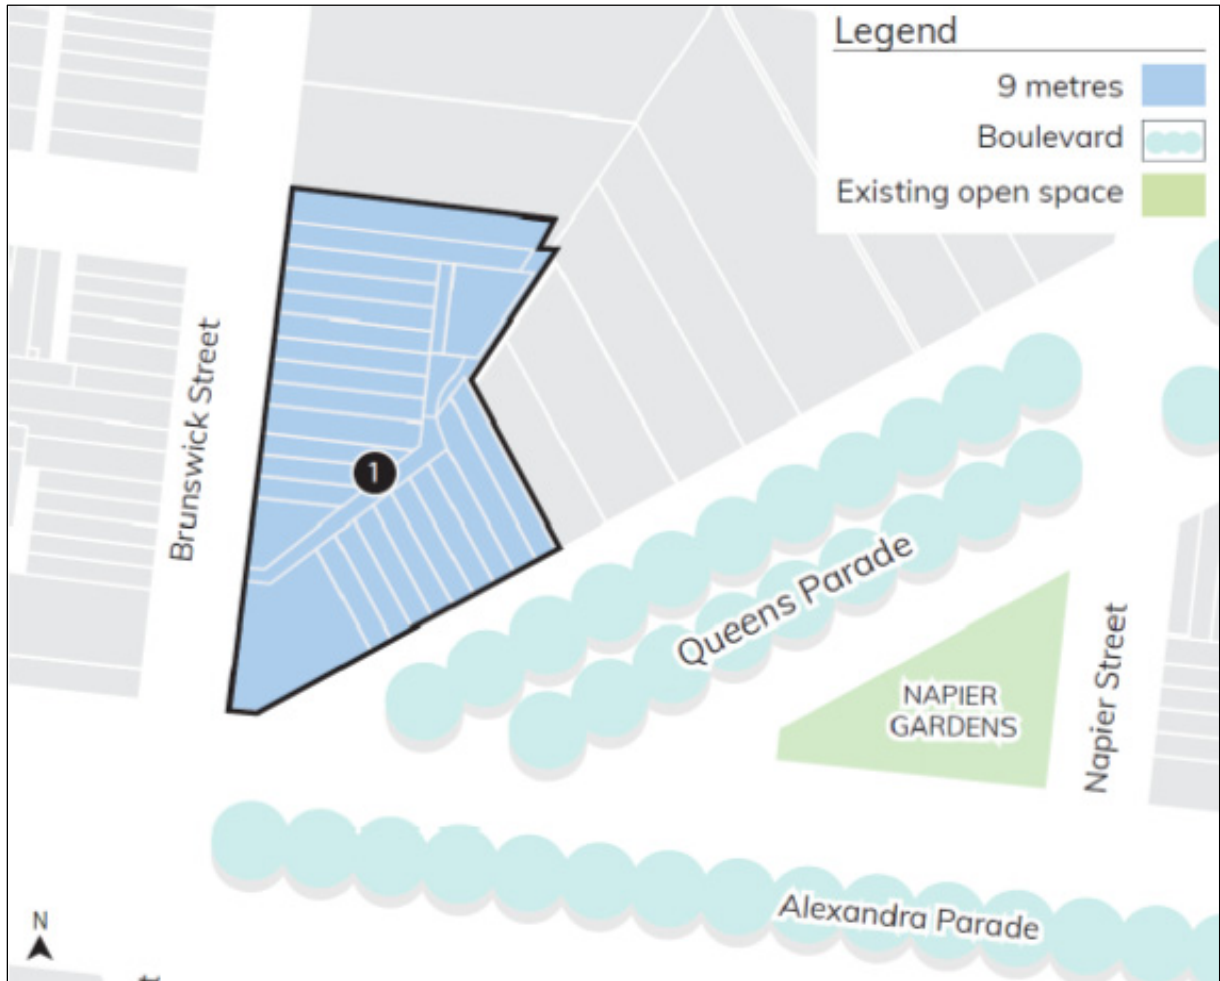 Legend
9 metres
Boulevard
Existing open space
Brunswick Street
1
Queens Parade
NAPIER
GARDENS
Napier Street
Alexandra Parade
N